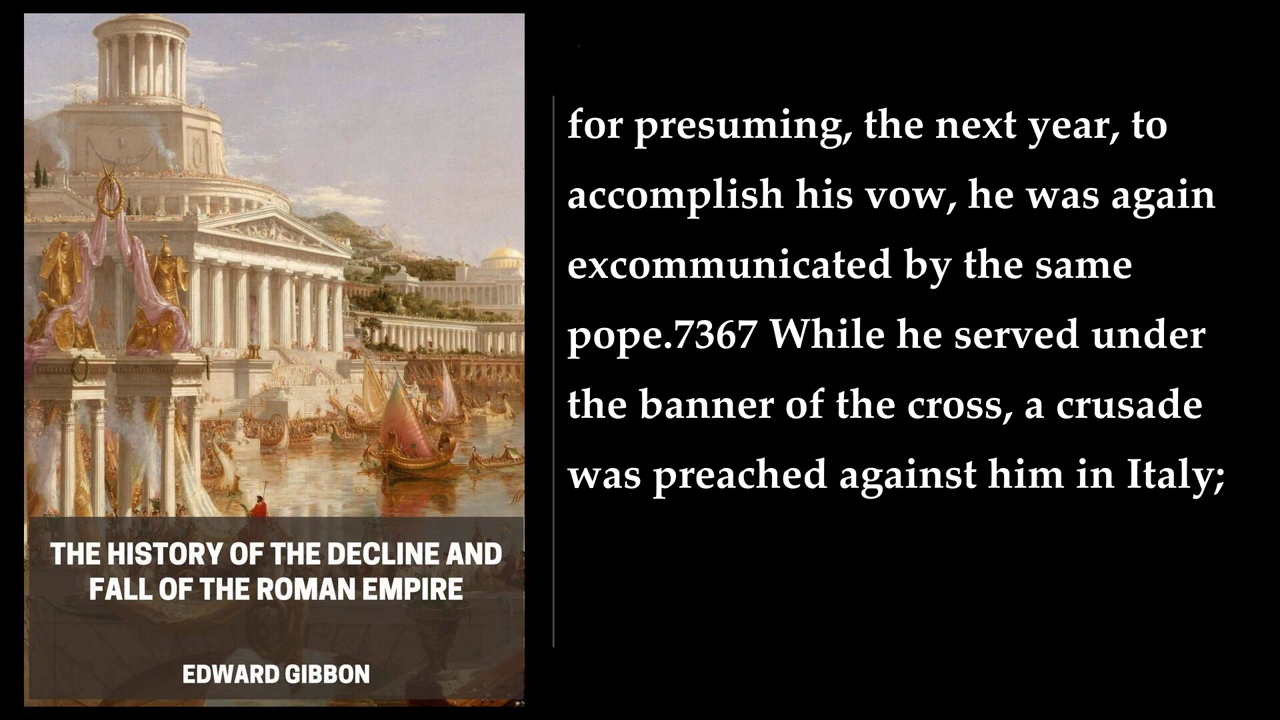 THE HISTORY OF THE DECLINE AND
FALL OF THE ROMAN EMPIRE
EDWARD GIBBON
for presuming, the next year, to
accomplish his vow, he was again
excommunicated by the same
pope.7367 While he served under
the banner of the cross, a crusade
was preached against him in Italy;